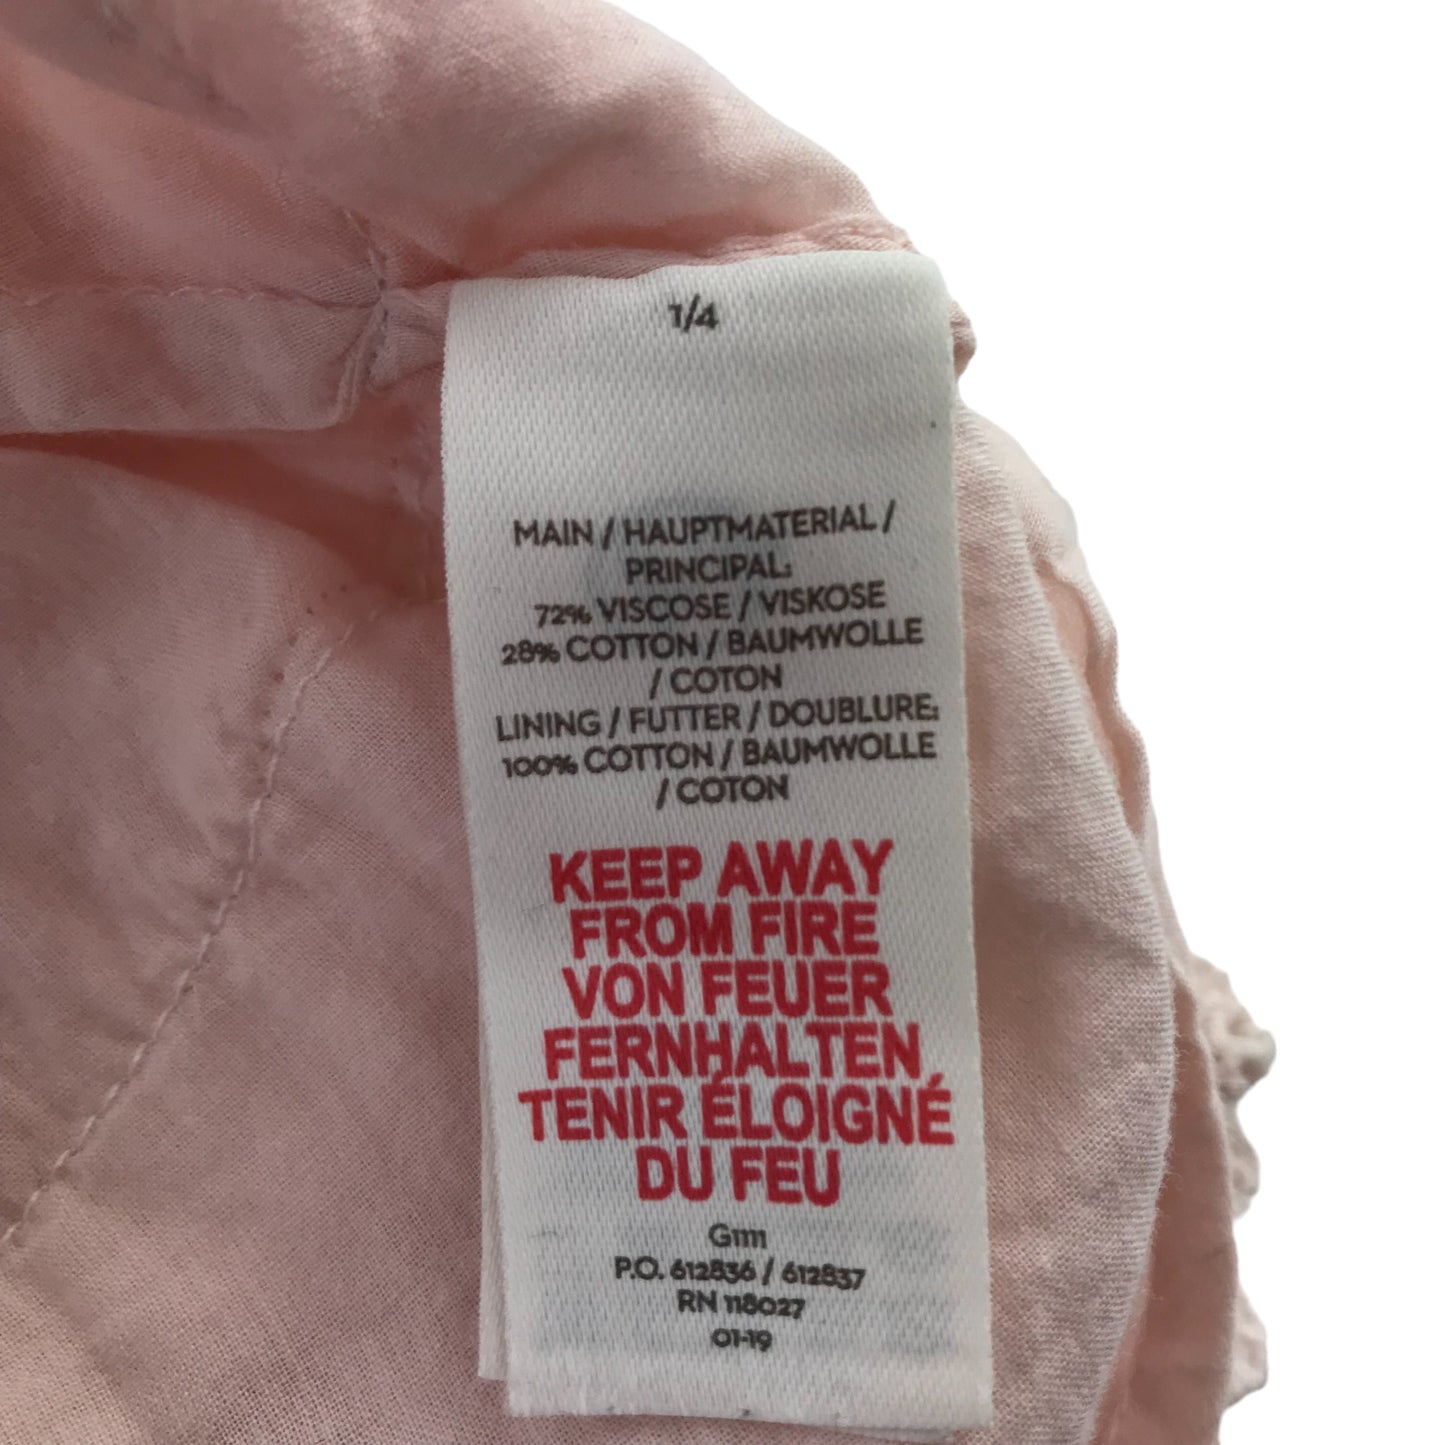 1/4
MAIN / HAUPTMATERIAL /
PRINCIPAL:
72% VISCOSE / VISKOSE
28% COTTON / BAUMWOLLE
/ COTON
LINING / FUTTER / DOUBLURE:
100% COTTON / BAUMWOLLE
/ COTON
KEEP AWAY
FROM FIRE
VON FEUER
FERNHALTEN
TENIR ÉLOIGNÉ
DU FEU
G1111
P.O. 612836 / 612837
RN 118027
01-19